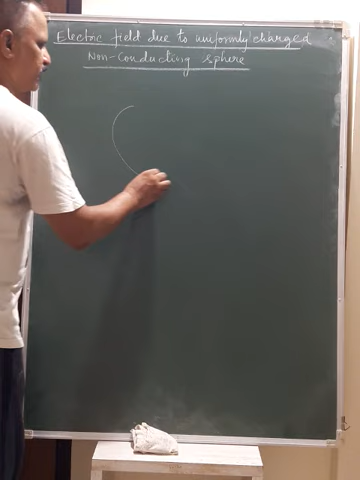 Electric field due to uniformly charged
Non-Conducting sphere